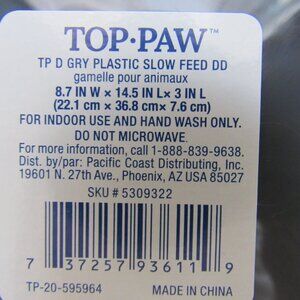 TOP·PAW™
TP D GRY PLASTIC SLOW FEED DD
gamelle pour animaux
8.7 IN W × 14.5 IN L× 3 IN L
(22.1 cm × 36.8 cm× 7.6 cm)
FOR INDOOR USE AND HAND WASH ONLY.
DO NOT MICROWAVE.
For more information, call 1-888-839-9638.
Dist. by/par: Pacific Coast Distributing, Inc.
19601 N. 27th Ave., Phoenix, AZ USA 85027
SKU # 5309322
7 37257 93611 9
TP-20-595964 MADE IN CHINA